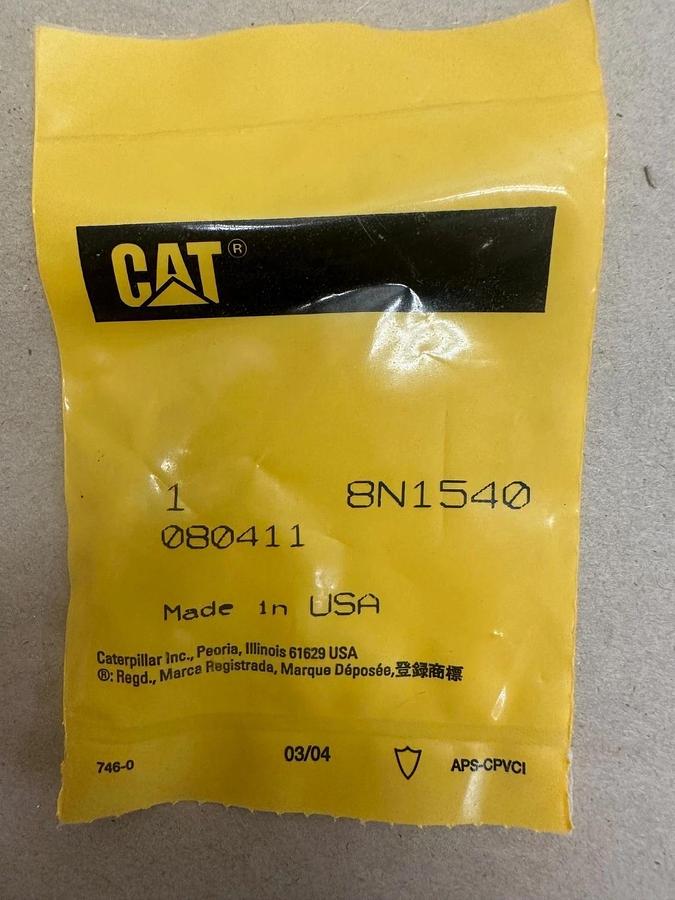 CAT®
1 8N1540
080411
Made in USA
Caterpillar Inc., Peoria, Illinois 61629 USA
®: Regd., Marca Registrada, Marque Déposée,登録商標
746-0 03/04 APS-CPVCI